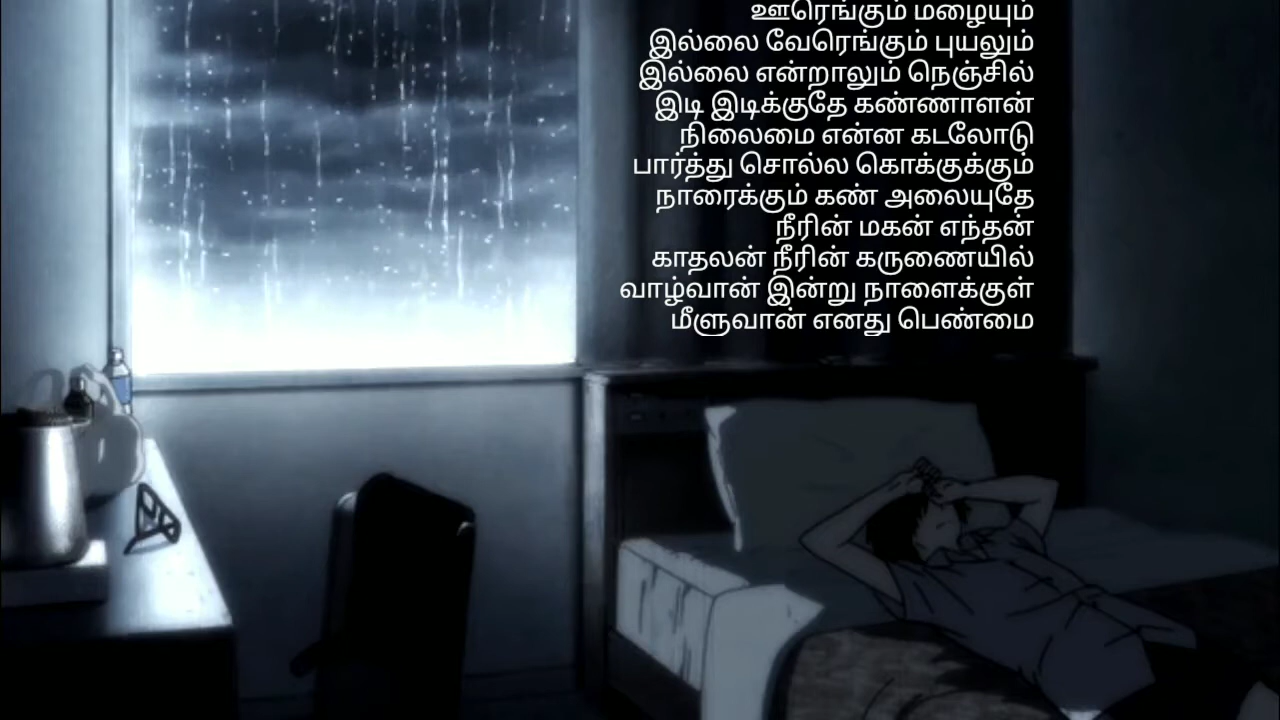 ஊரெங்கும் மழையும்
இல்லை வேரெங்கும் புயலும்
இல்லை என்றாலும் நெஞ்சில்
இடி இடிக்குதே கண்ணாளன்
நிலைமை என்ன கடலோடு
பார்த்து சொல்ல கொக்குக்கும்
நாரைக்கும் கண் அலையுதே
நீரின் மகன் எந்தன்
காதலன் நீரின் கருணையில்
வாழ்வான் இன்று நாளைக்குள்
மீளுவான் எனது பெண்மை